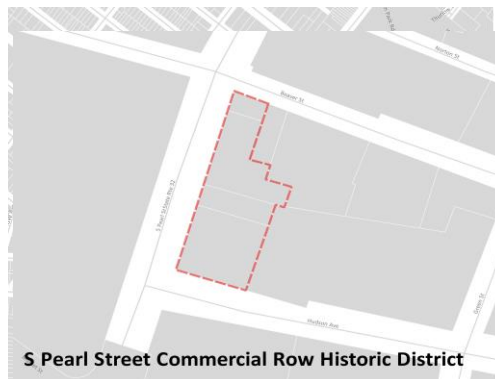 Norton St
Beaver St
S Pearl St/State Rte 32
Hudson Ave
Green St
S Pearl Street Commercial Row Historic District